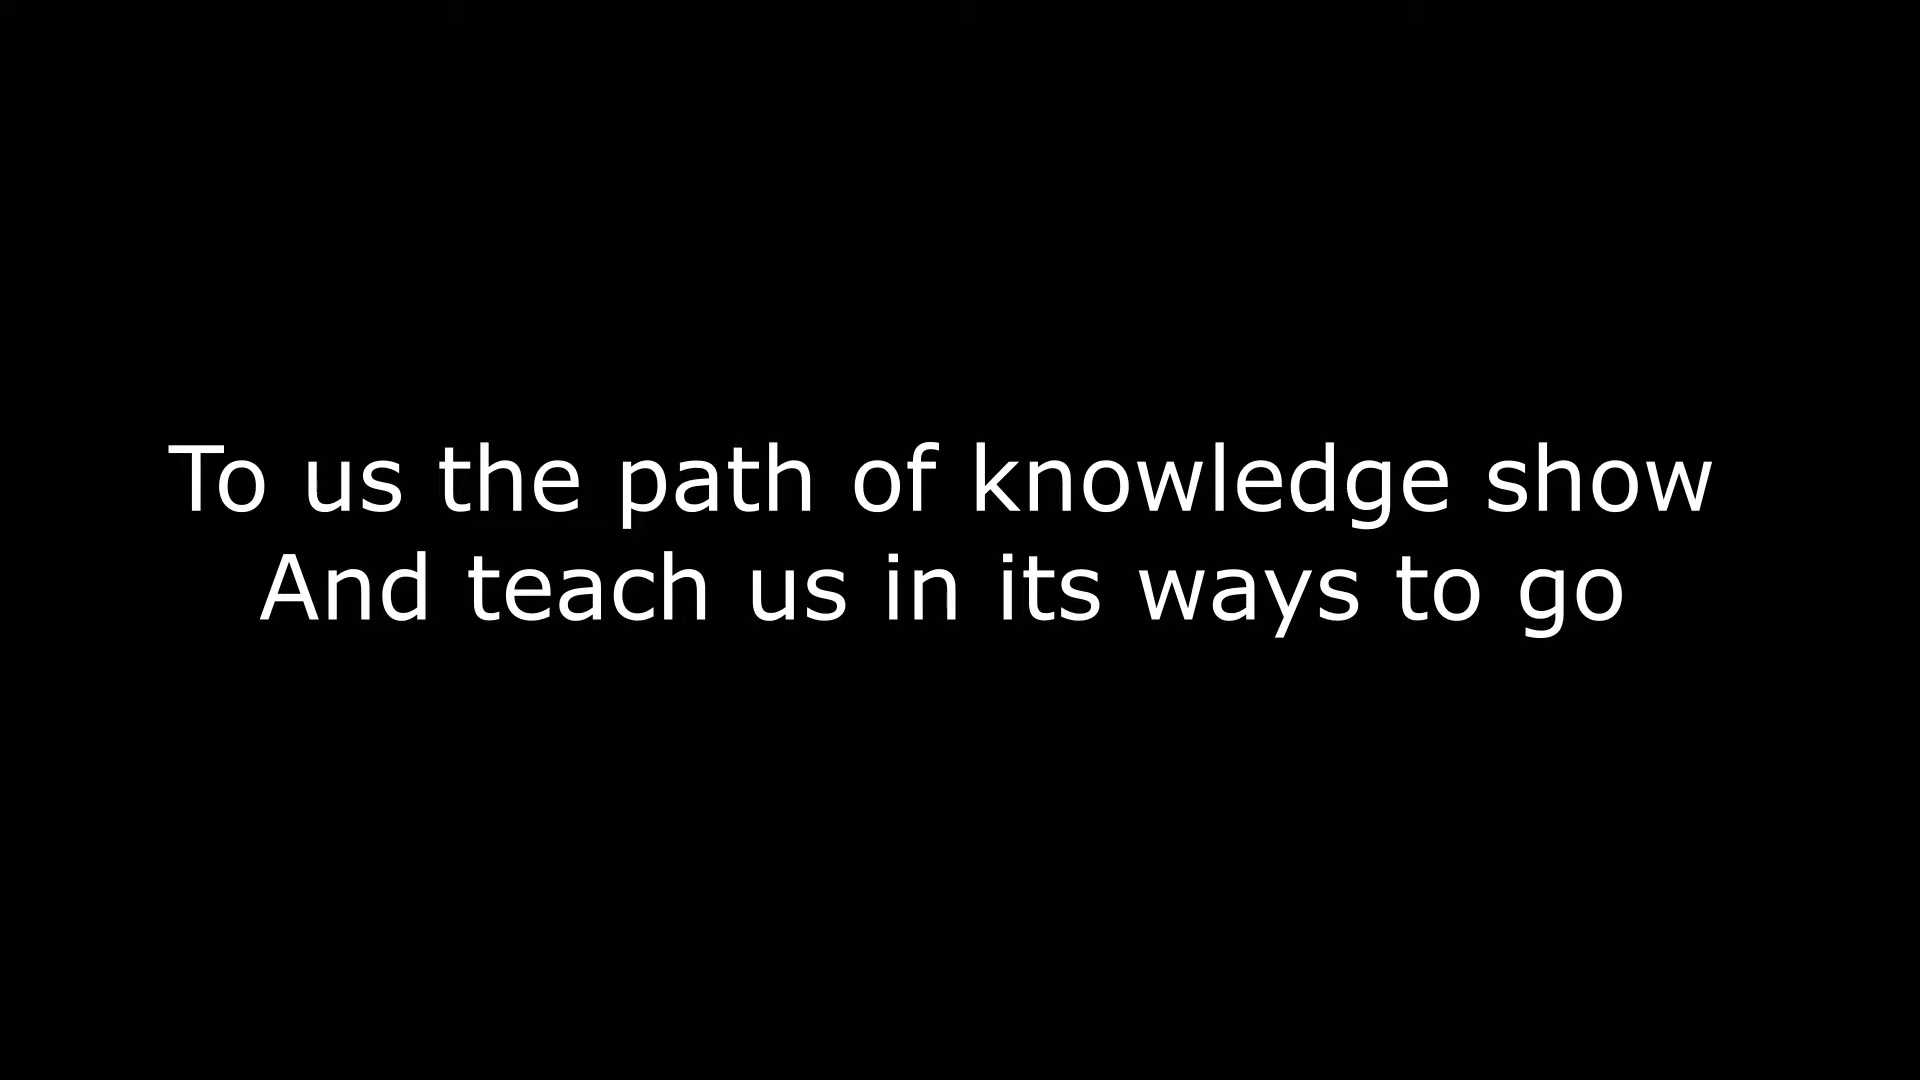 To us the path of knowledge show
And teach us in its ways to go